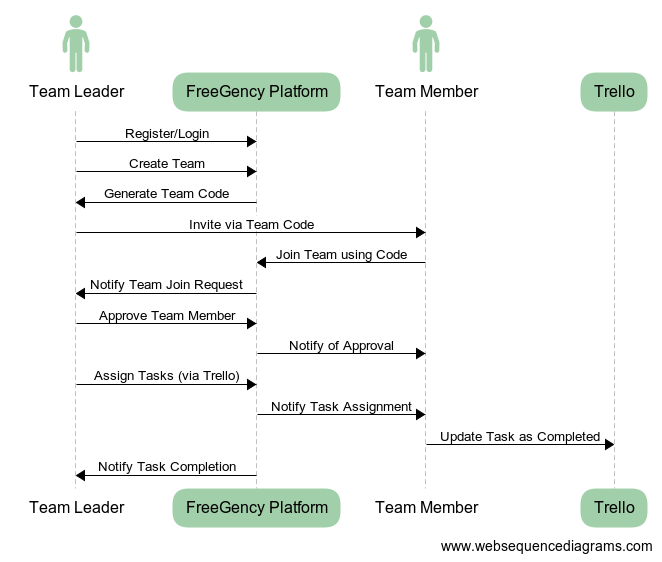 Team Leader
FreeGency Platform
Team Member
Trello
Register/Login
Create Team
Generate Team Code
Invite via Team Code
Join Team using Code
Notify Team Join Request
Approve Team Member
Notify of Approval
Assign Tasks (via Trello)
Notify Task Assignment
Update Task as Completed
Notify Task Completion
Team Leader
FreeGency Platform
Team Member
Trello
www.websequencediagrams.com